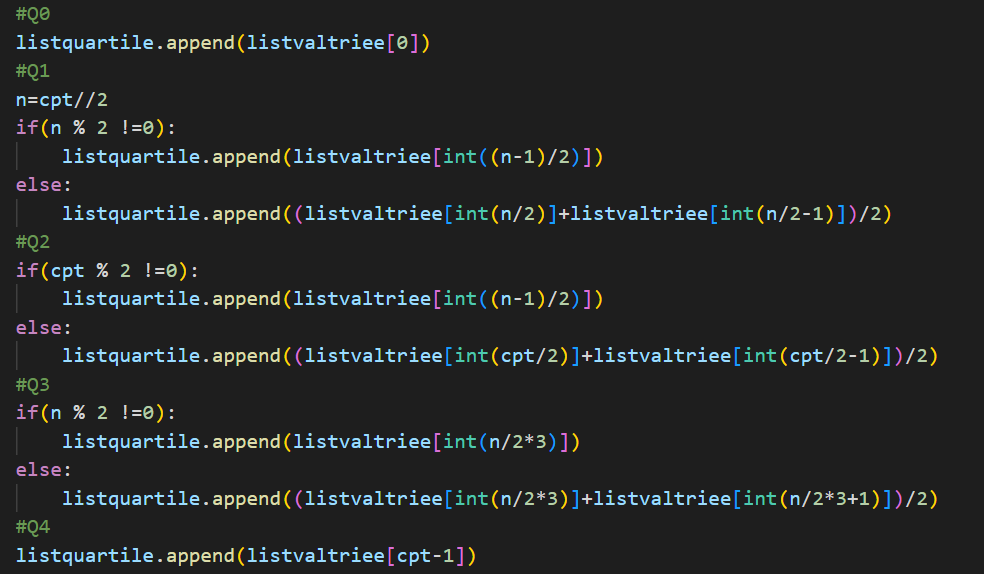 #Q0
listquartile.append(listvaltriee[0])
#Q1
n=cpt//2
if(n % 2 !=0):
    listquartile.append(listvaltriee[int((n-1)/2)])
else:
    listquartile.append((listvaltriee[int(n/2)]+listvaltriee[int(n/2-1)])/2)
#Q2
if(cpt % 2 !=0):
    listquartile.append(listvaltriee[int((n-1)/2)])
else:
    listquartile.append((listvaltriee[int(cpt/2)]+listvaltriee[int(cpt/2-1)])/2)
#Q3
if(n % 2 !=0):
    listquartile.append(listvaltriee[int(n/2*3)])
else:
    listquartile.append((listvaltriee[int(n/2*3)]+listvaltriee[int(n/2*3+1)])/2)
#Q4
listquartile.append(listvaltriee[cpt-1])